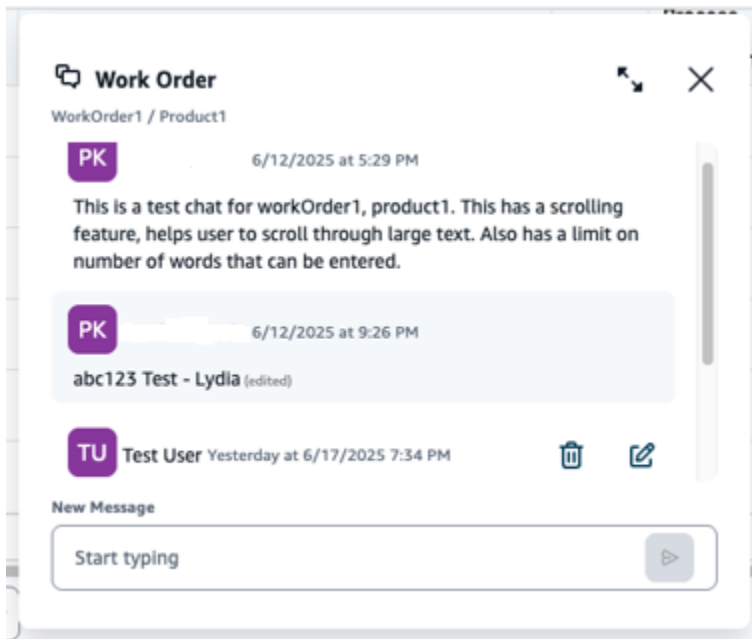 Work Order
WorkOrder1 / Product1
PK
6/12/2025 at 5:29 PM
This is a test chat for workOrder1, product1. This has a scrolling
feature, helps user to scroll through large text. Also has a limit on
number of words that can be entered.
PK
6/12/2025 at 9:26 PM
abc123 Test - Lydia (edited)
TU Test User Yesterday at 6/17/2025 7:34 PM
New Message
Start typing